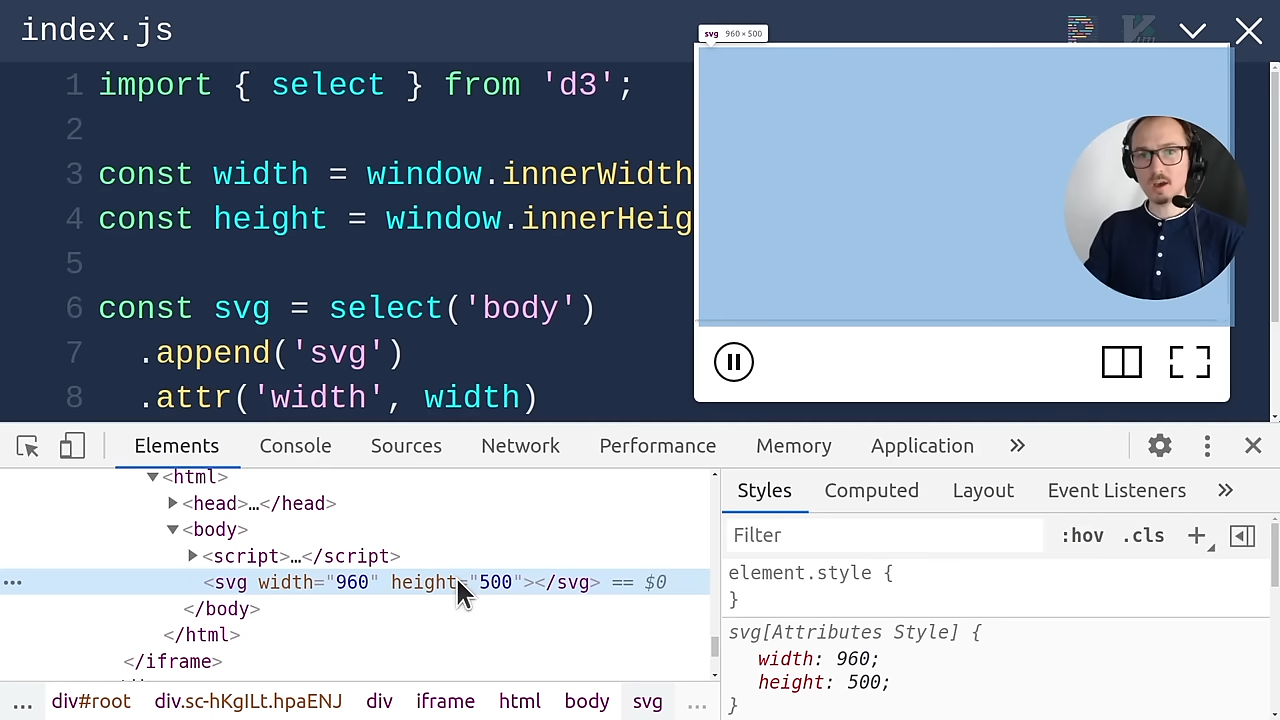 index.js
svg 960 × 500
1 import { select } from 'd3';
2
3 const width = window.innerWidth
4 const height = window.innerHeig
5
6 const svg = select('body')
7 .append('svg')
8 .attr('width', width)
Elements Console Sources Network Performance Memory Application »
<html>
<head>…</head>
<body>
<script>…</script>
… <svg width="960" height="500"></svg> == $0
</body>
</html>
</iframe>
… div#root div.sc-hKgILt.hpaENJ div iframe html body svg …
Styles Computed Layout Event Listeners »
Filter :hov .cls +
element.style {
}
svg[Attributes Style] {
width: 960;
height: 500;
}